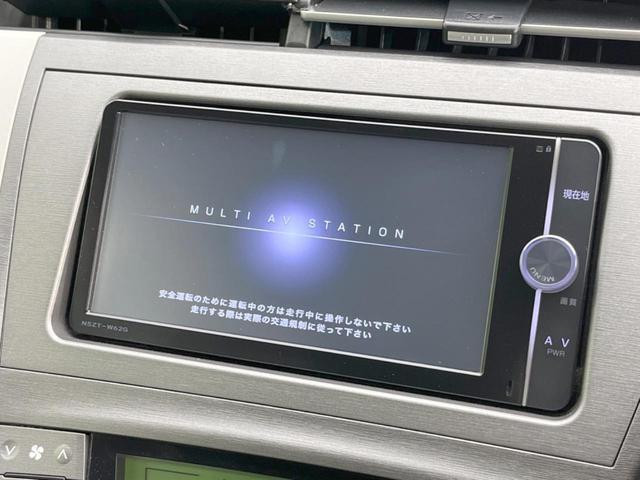 現在地
MULTI AV STATION
MENU
画質
安全運転のために運転中の方は走行中に操作しないで下さい
走行する際は実際の交通規制に従って下さい
NSZT-W62G
AV
PWR